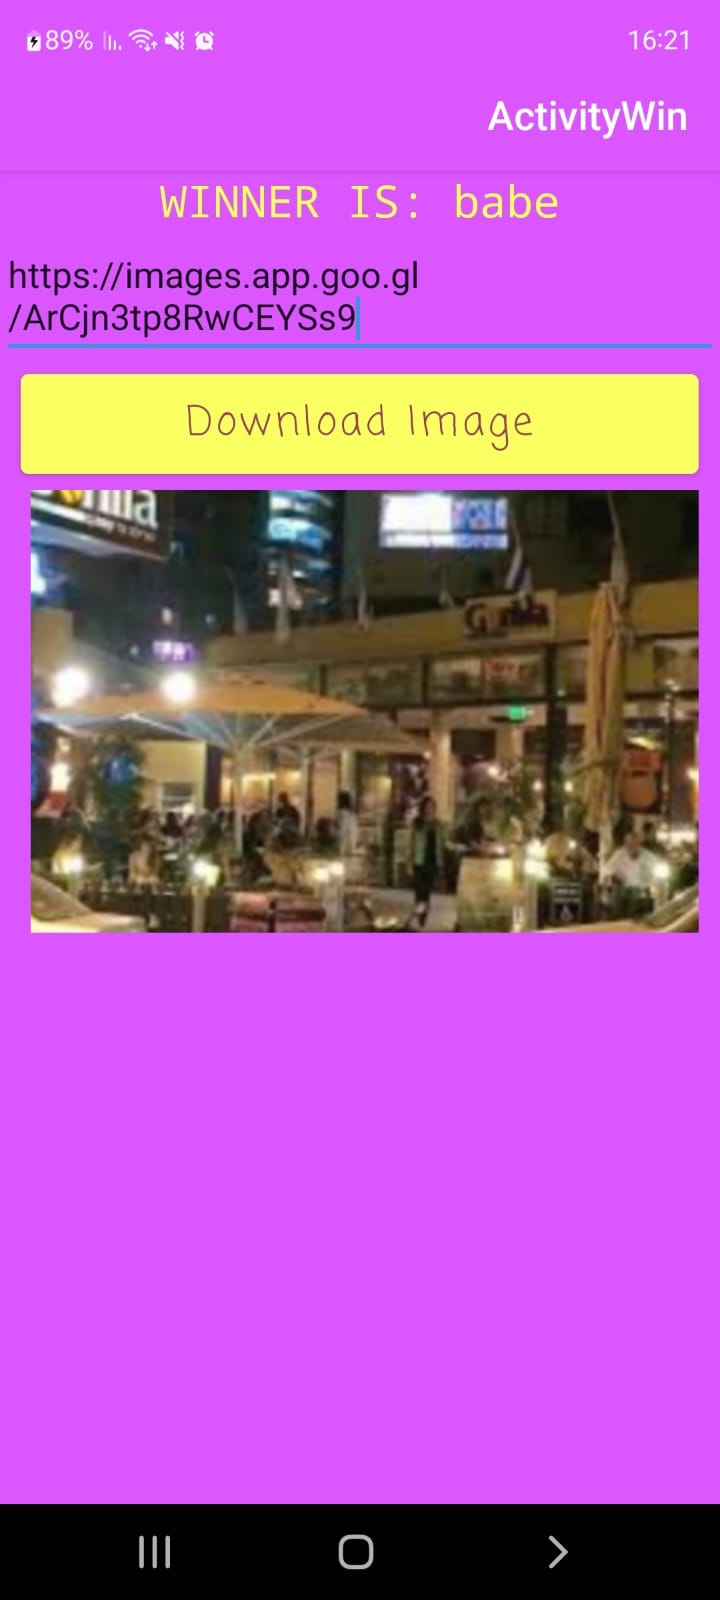 89% 16:21
ActivityWin
WINNER IS: babe
https://images.app.goo.gl
/ArCjn3tp8RwCEYSs9
Download Image